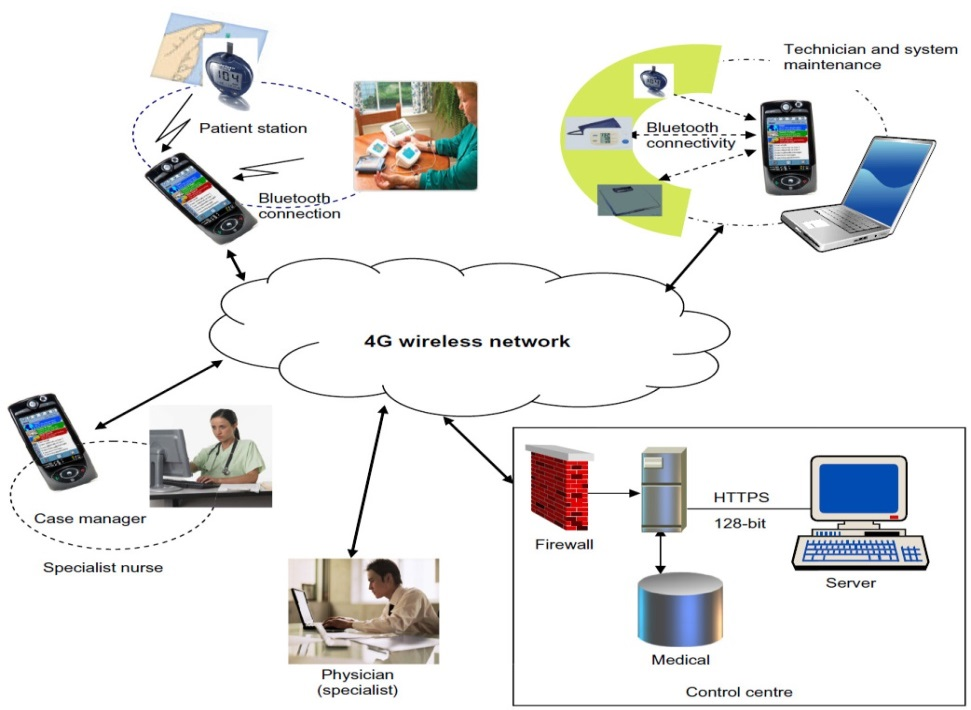 104
Patient station
Bluetooth
connection
Technician and system
maintenance
Bluetooth
connectivity
4G wireless network
Case manager
Specialist nurse
Physician
(specialist)
Firewall
HTTPS
128-bit
Server
Medical
Control centre